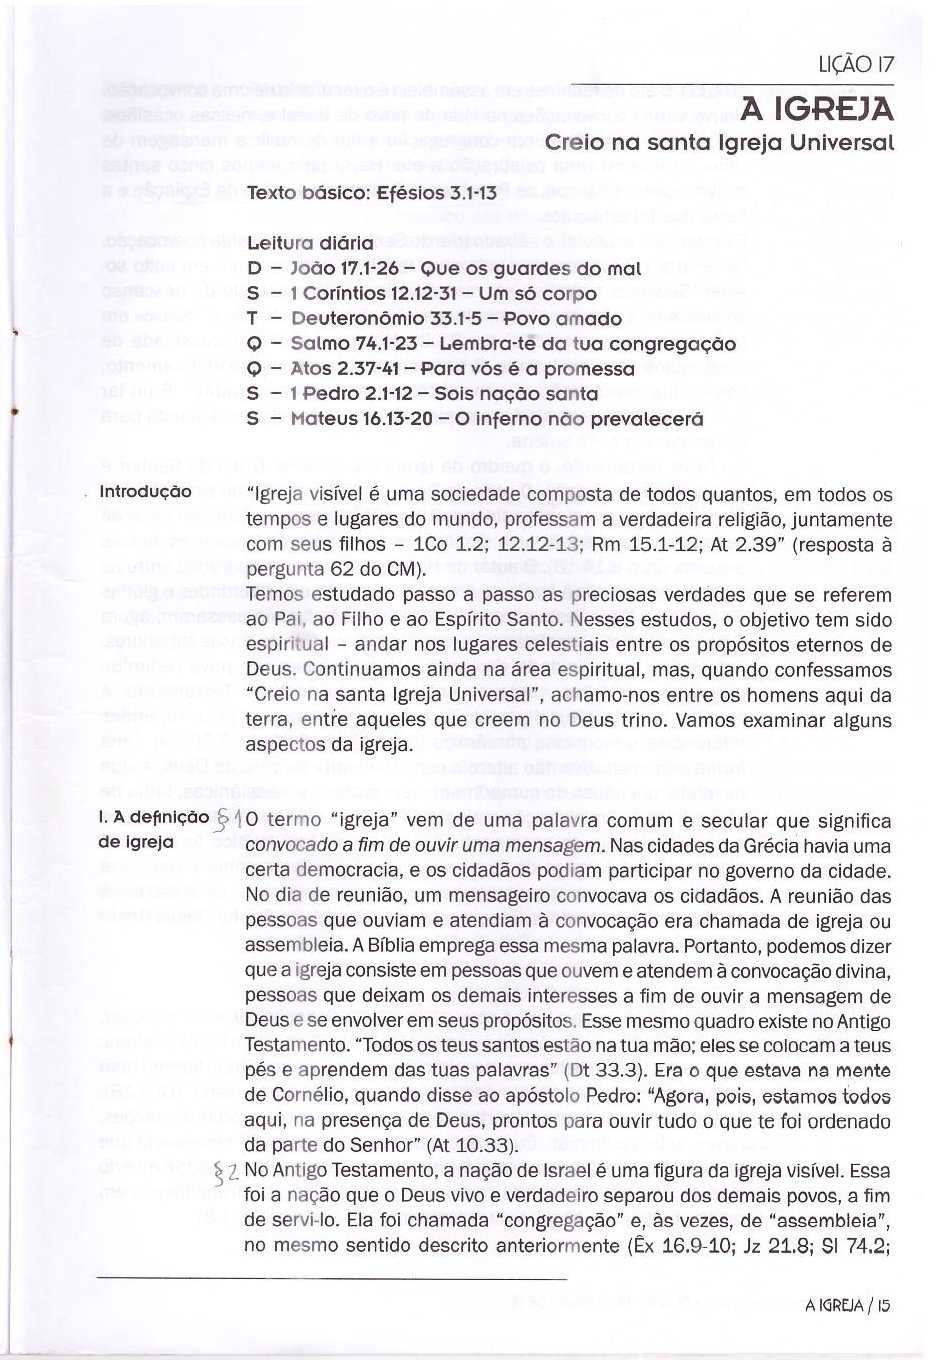 LIÇÃO 17
A IGREJA
Creio na santa Igreja Universal
Texto básico: Efésios 3.1-13
Leitura diária
D – João 17.1-26 – Que os guardes do mal
S – 1 Coríntios 12.12-31 – Um só corpo
T – Deuteronômio 33.1-5 – Povo amado
Q – Salmo 74.1-23 – Lembra-te da tua congregação
Q – Atos 2.37-41 – Para vós é a promessa
S – 1 Pedro 2.1-12 – Sois nação santa
S – Mateus 16.13-20 – O inferno não prevalecerá
Introdução
“Igreja visível é uma sociedade composta de todos quantos, em todos os
tempos e lugares do mundo, professam a verdadeira religião, juntamente
com seus filhos – 1Co 1.2; 12.12-13; Rm 15.1-12; At 2.39” (resposta à
pergunta 62 do CM).
Temos estudado passo a passo as preciosas verdades que se referem
ao Pai, ao Filho e ao Espírito Santo. Nesses estudos, o objetivo tem sido
espiritual – andar nos lugares celestiais entre os propósitos eternos de
Deus. Continuamos ainda na área espiritual, mas, quando confessamos
“Creio na santa Igreja Universal”, achamo-nos entre os homens aqui da
terra, entre aqueles que creem no Deus trino. Vamos examinar alguns
aspectos da igreja.
I. A definição
de igreja
§ 1 O termo “igreja” vem de uma palavra comum e secular que significa
convocado a fim de ouvir uma mensagem. Nas cidades da Grécia havia uma
certa democracia, e os cidadãos podiam participar no governo da cidade.
No dia de reunião, um mensageiro convocava os cidadãos. A reunião das
pessoas que ouviam e atendiam à convocação era chamada de igreja ou
assembleia. A Bíblia emprega essa mesma palavra. Portanto, podemos dizer
que a igreja consiste em pessoas que ouvem e atendem à convocação divina,
pessoas que deixam os demais interesses a fim de ouvir a mensagem de
Deus e se envolver em seus propósitos. Esse mesmo quadro existe no Antigo
Testamento. “Todos os teus santos estão na tua mão; eles se colocam a teus
pés e aprendem das tuas palavras” (Dt 33.3). Era o que estava na mente
de Cornélio, quando disse ao apóstolo Pedro: “Agora, pois, estamos todos
aqui, na presença de Deus, prontos para ouvir tudo o que te foi ordenado
da parte do Senhor” (At 10.33).
§ 2 No Antigo Testamento, a nação de Israel é uma figura da igreja visível. Essa
foi a nação que o Deus vivo e verdadeiro separou dos demais povos, a fim
de servi-lo. Ela foi chamada “congregação” e, às vezes, de “assembleia”,
no mesmo sentido descrito anteriormente (Êx 16.9-10; Jz 21.8; Sl 74.2;
A IGREJA / 15